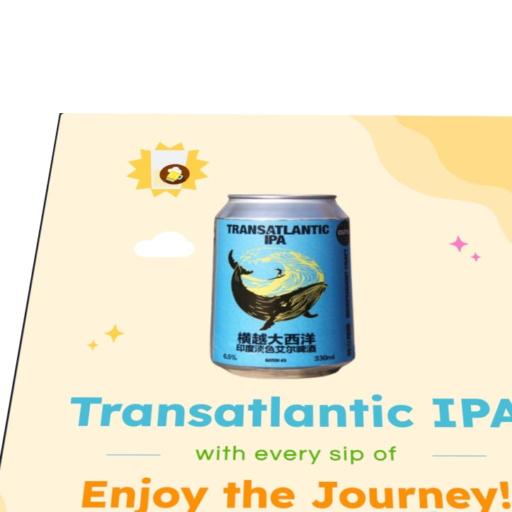 TRANSATLANTIC
IPA
横越大西洋
印度淡色艾尔啤酒
6.5%
330ml
Transatlantic IPA
with every sip of
Enjoy the Journey!